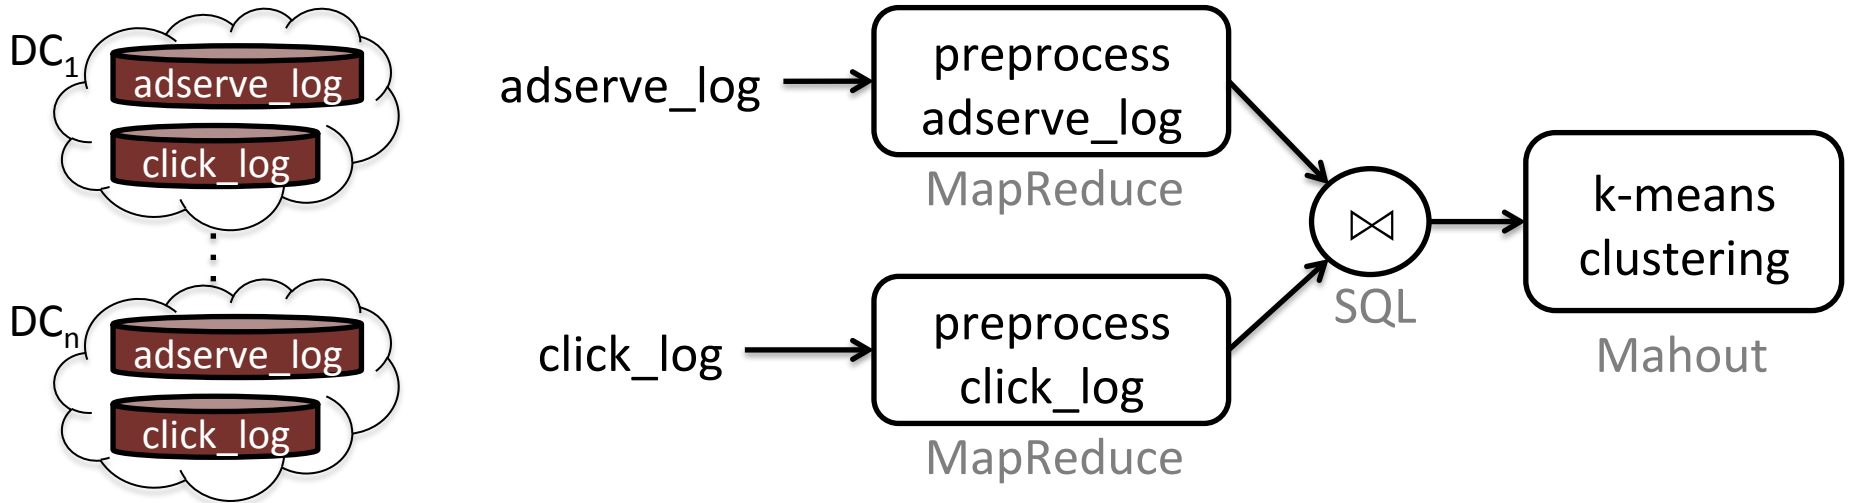 DC1
adserve_log
click_log
DCn
adserve_log
click_log
adserve_log
preprocess
adserve_log
MapReduce
click_log
preprocess
click_log
MapReduce
⋈
SQL
k-means
clustering
Mahout